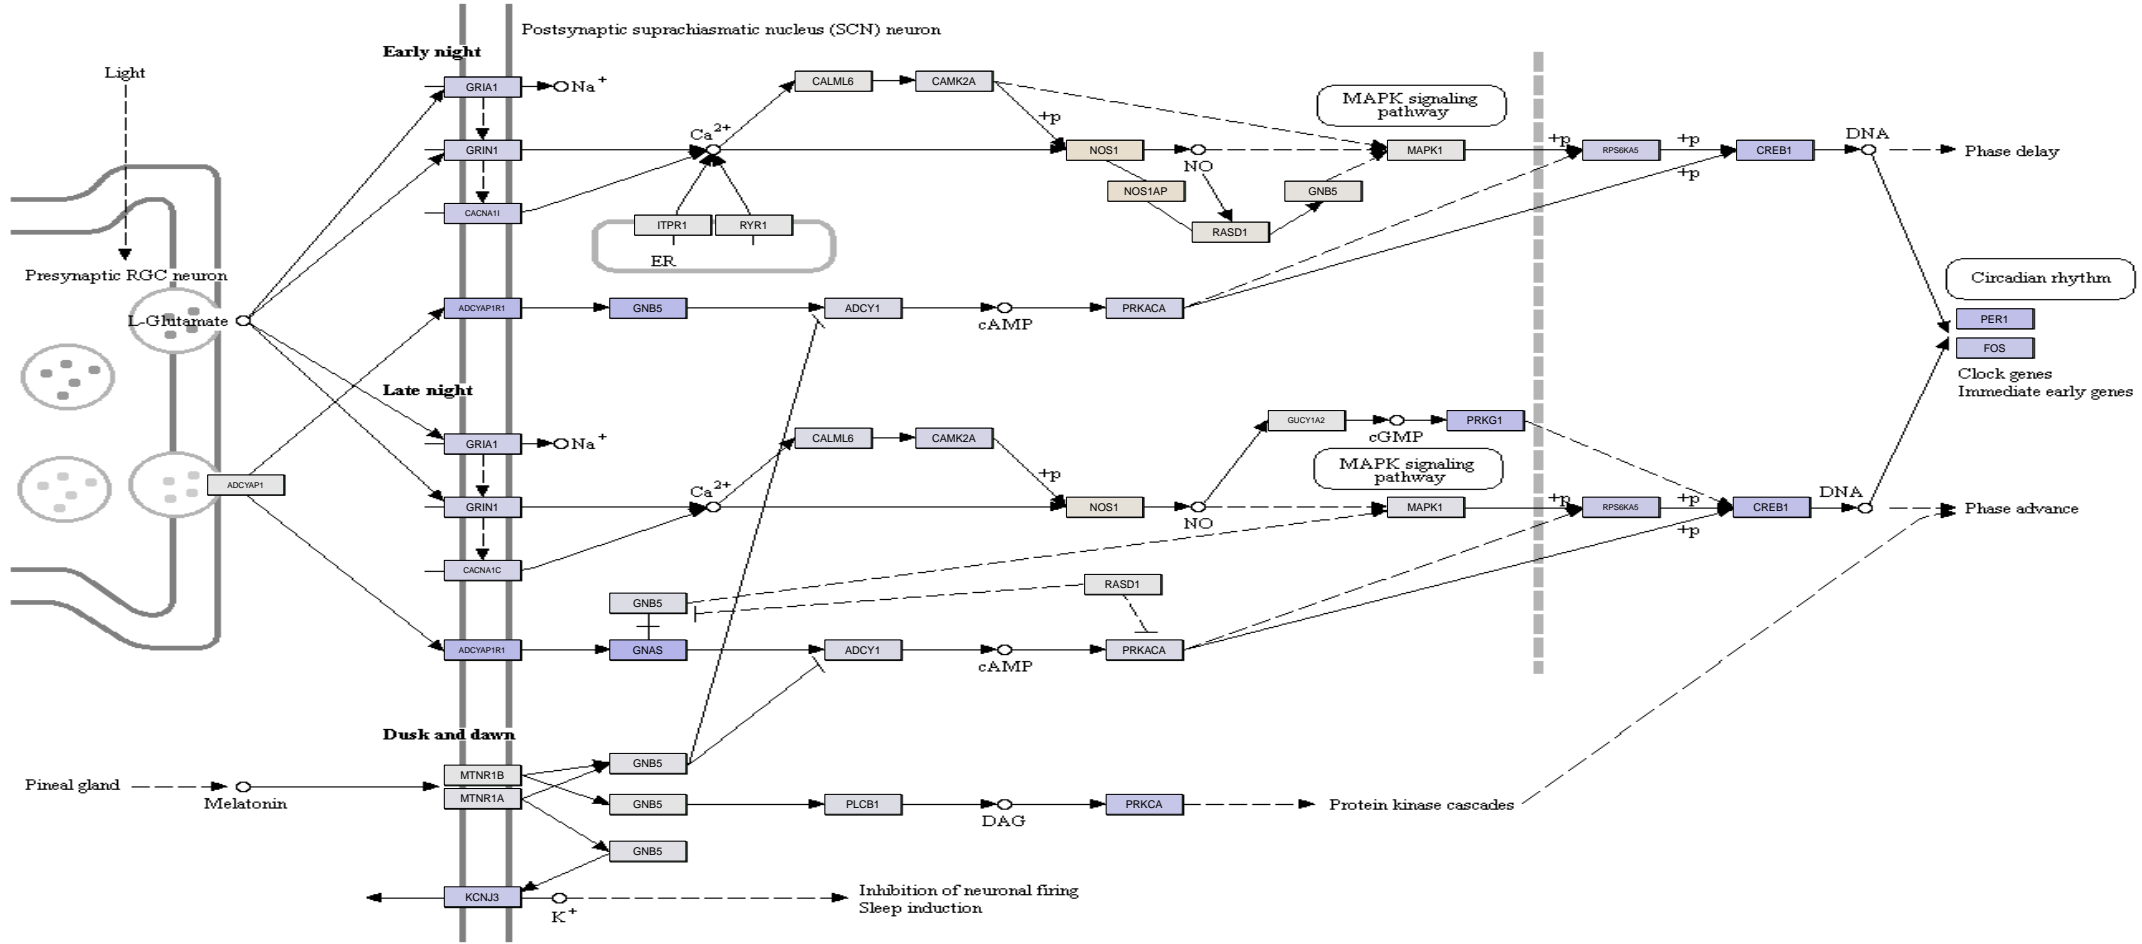 Postsynaptic suprachiasmatic nucleus (SCN) neuron
Early night
Light
GRIA1
Na+
CALML6
CAMK2A
MAPK signaling
pathway
+p
Ca2+
GRIN1
NOS1
NO
MAPK1
+p
RPS6KA5
+p
CREB1
DNA
Phase delay
+p
NOS1AP
GNB5
CACNA1I
ITPR1
RYR1
RASD1
ER
Presynaptic RGC neuron
Circadian rhythm
L-Glutamate
ADCYAP1R1
GNB5
ADCY1
cAMP
PRKACA
PER1
FOS
Clock genes
Immediate early genes
Late night
GRIA1
Na+
CALML6
CAMK2A
GUCY1A2
cGMP
PRKG1
MAPK signaling
pathway
+p
ADCYAP1
Ca2+
GRIN1
NOS1
NO
MAPK1
+p
RPS6KA5
+p
CREB1
DNA
Phase advance
+p
CACNA1C
RASD1
GNB5
ADCYAP1R1
GNAS
ADCY1
cAMP
PRKACA
Dusk and dawn
GNB5
MTNR1B
Pineal gland
Melatonin
MTNR1A
GNB5
PLCB1
DAG
PRKCA
Protein kinase cascades
GNB5
KCNJ3
K+
Inhibition of neuronal firing
Sleep induction